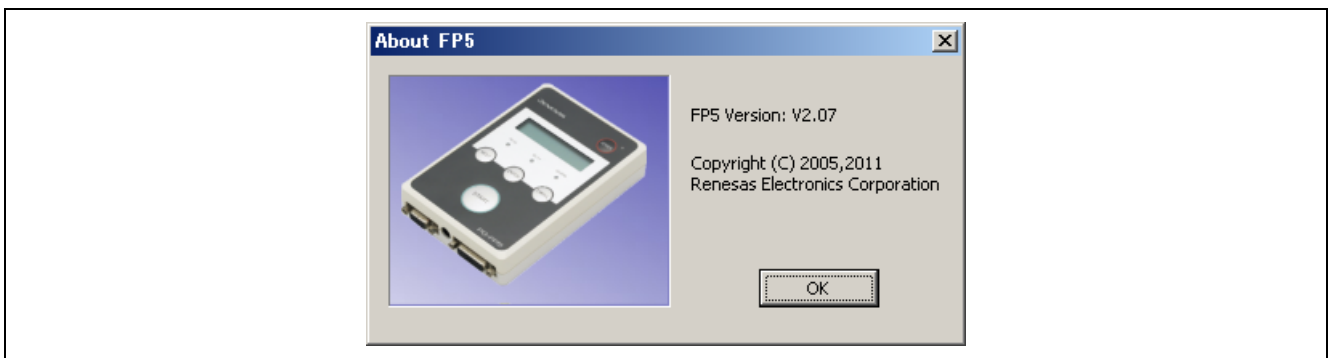 About FP5
FP5 Version: V2.07
Copyright (C) 2005,2011
Renesas Electronics Corporation
OK